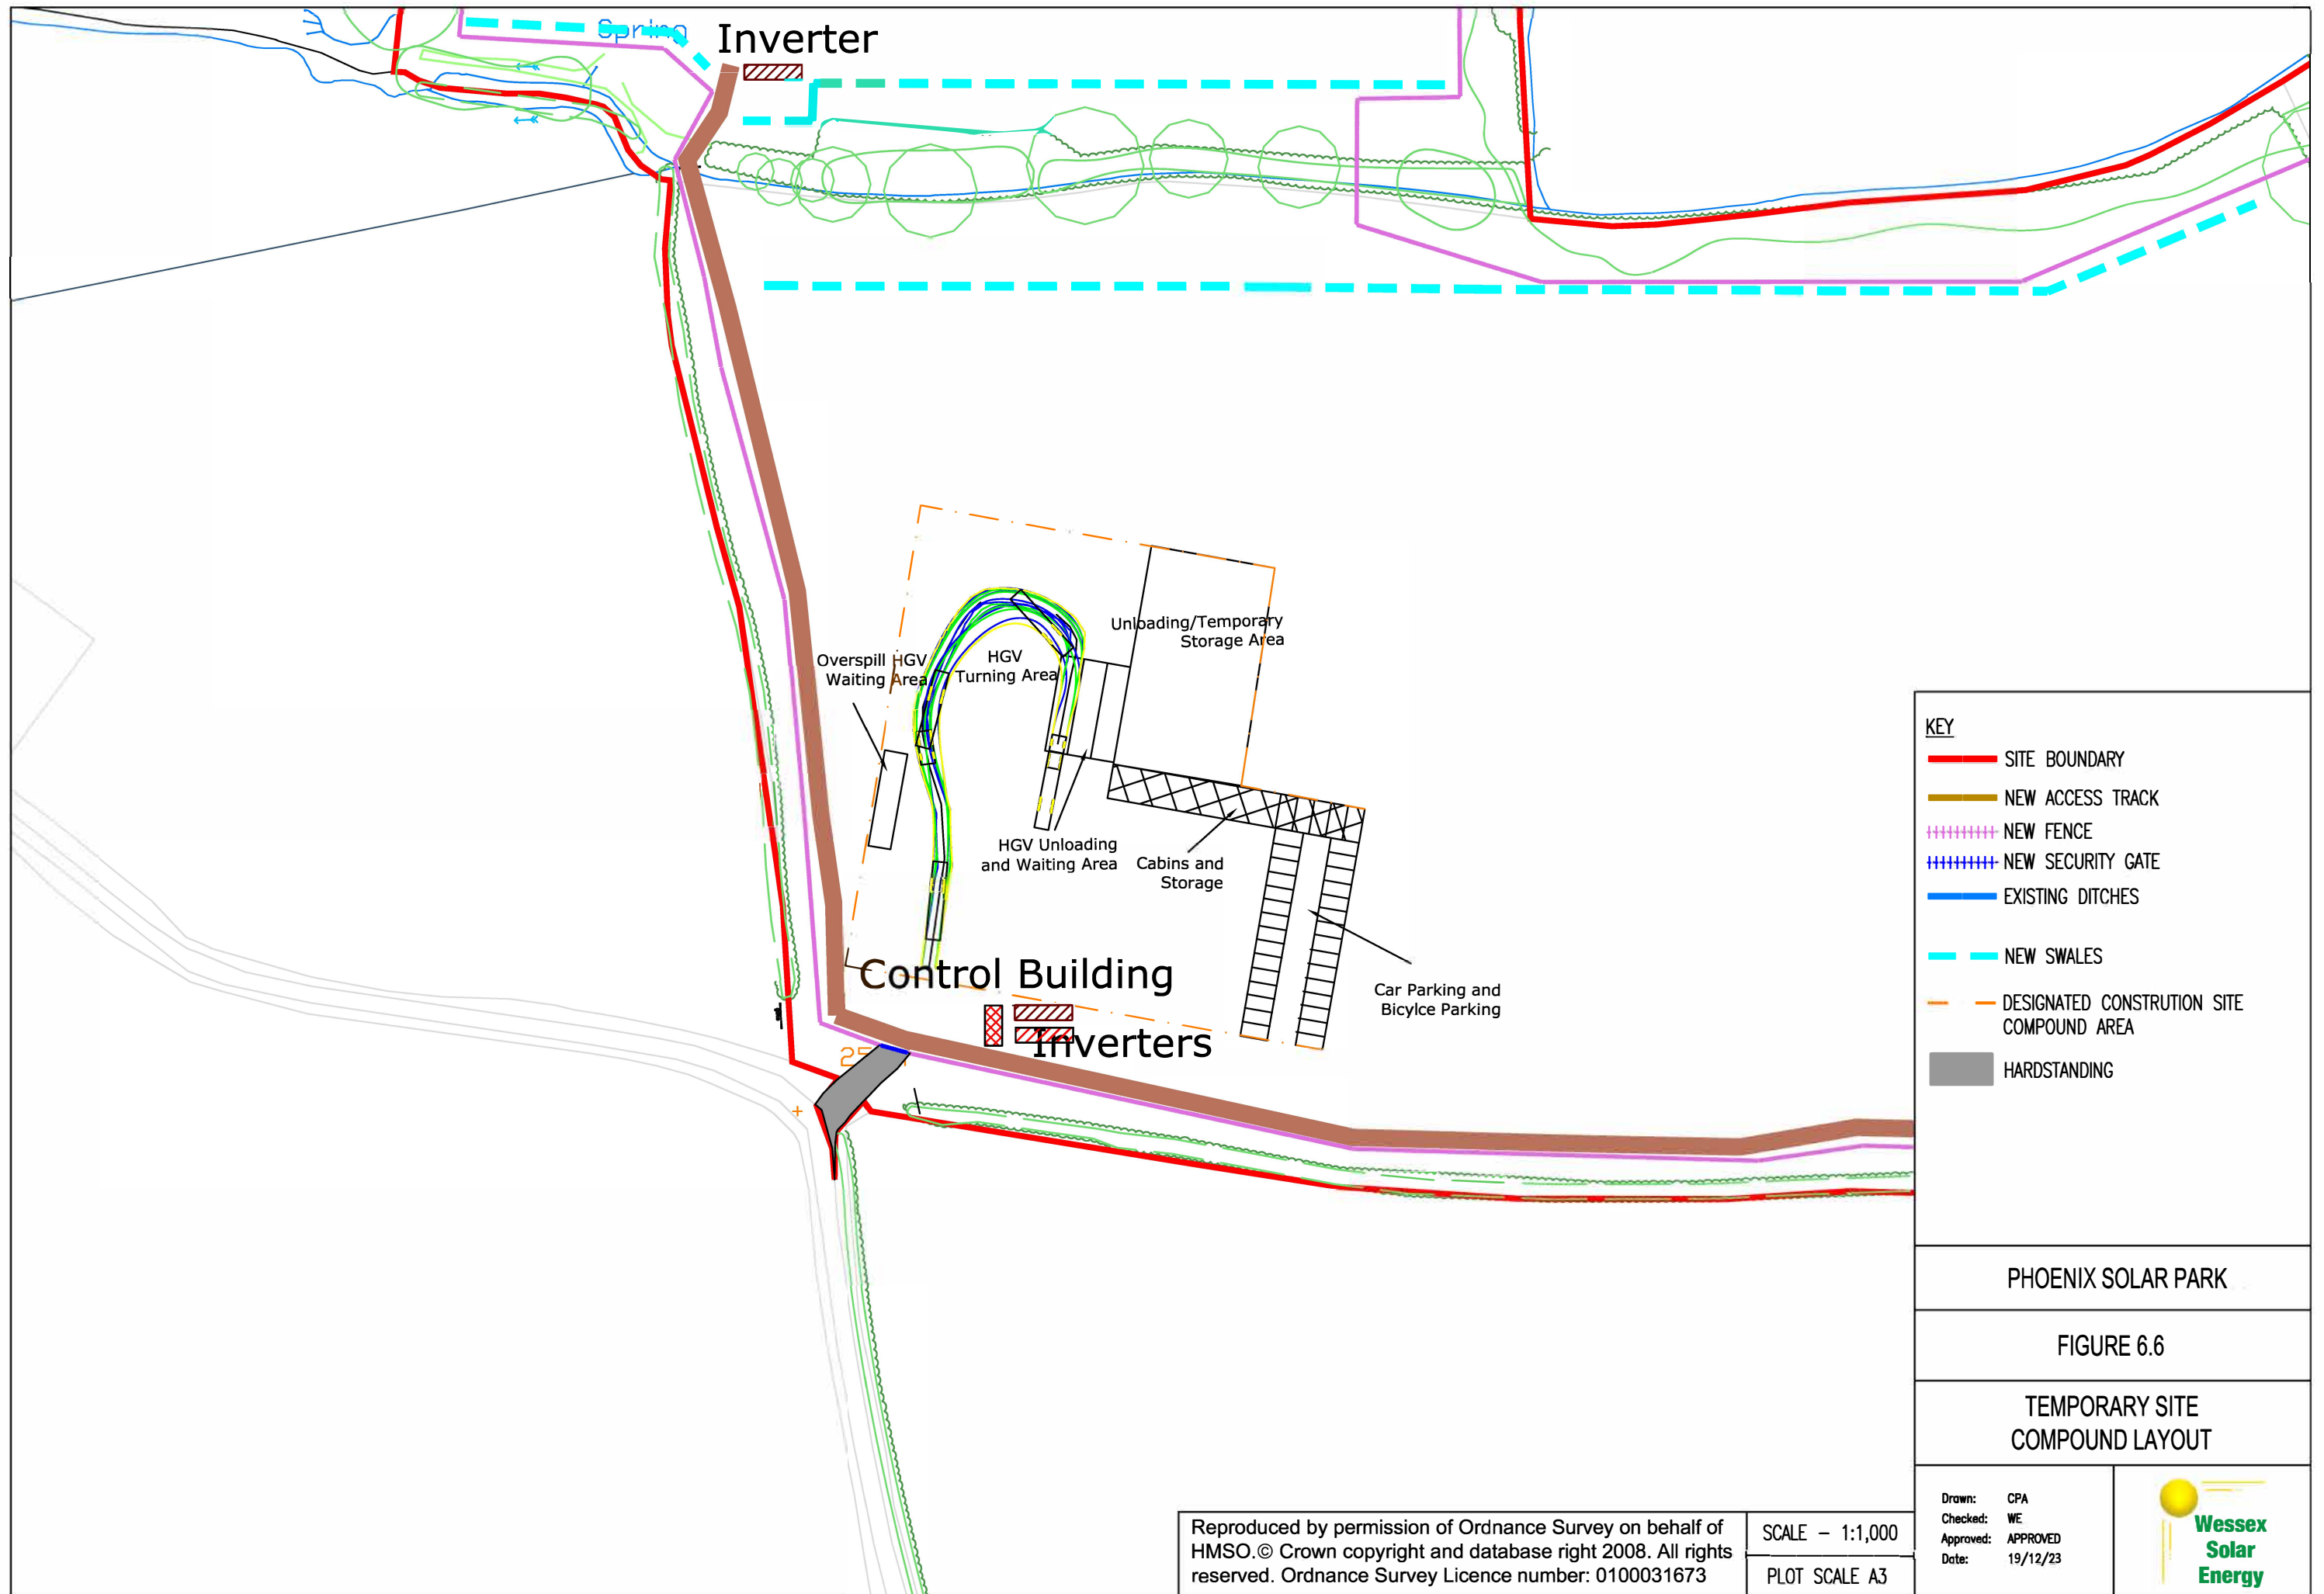 Spring
Inverter
Unloading/Temporary
Storage Area
Overspill HGV
Waiting Area
HGV
Turning Area
HGV Unloading
and Waiting Area
Cabins and
Storage
Car Parking and
Bicylce Parking
Control Building
Inverters
KEY
SITE BOUNDARY
NEW ACCESS TRACK
NEW FENCE
NEW SECURITY GATE
EXISTING DITCHES
NEW SWALES
DESIGNATED CONSTRUTION SITE
COMPOUND AREA
HARDSTANDING
PHOENIX SOLAR PARK
FIGURE 6.6
TEMPORARY SITE
COMPOUND LAYOUT
Drawn: CPA
Checked: WE
Approved: APPROVED
Date: 19/12/23
Wessex
Solar
Energy
Reproduced by permission of Ordnance Survey on behalf of
HMSO.© Crown copyright and database right 2008. All rights
reserved. Ordnance Survey Licence number: 0100031673
SCALE – 1:1,000
PLOT SCALE A3